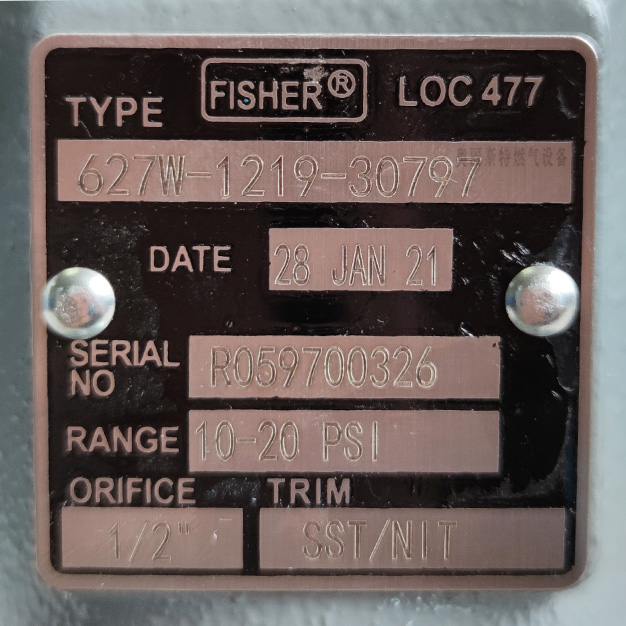 FISHER® LOC 477
TYPE
627W-1219-30797
DATE 28 JAN 21
SERIAL NO R059700326
RANGE 10-20 PSI
ORIFICE TRIM
1/2" SST/NIT